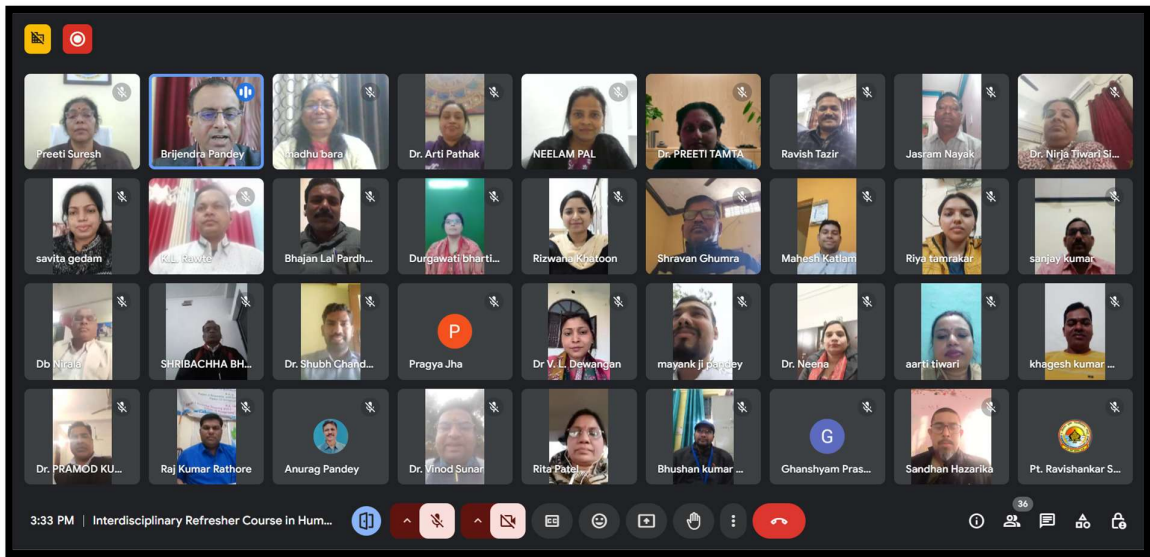 Preeti Suresh
Brijendra Pandey
madhu bara
Dr. Arti Pathak
NEELAM PAL
Dr. PREETI TAMTA
Ravish Tazir
Jasram Nayak
Dr. Nirja Tiwari Si...
savita gedam
K.L. Rawte
Bhajan Lal Pardh...
Durgawati bharti...
Rizwana Khatoon
Shravan Ghumra
Mahesh Katlam
Riya tamrakar
sanjay kumar
Db Nirala
SHRIBACHHA BH...
Dr. Shubh Chand...
P
Pragya Jha
Dr V. L. Dewangan
mayank ji pandey
Dr. Neena
aarti tiwari
khagesh kumar ...
Dr. PRAMOD KU...
Raj Kumar Rathore
Anurag Pandey
Dr. Vinod Sunar
Rita Patel
Bhushan kumar ...
G
Ghanshyam Pras...
Sandhan Hazarika
Pt. Ravishankar S...
3:33 PM | Interdisciplinary Refresher Course in Hum...
CC
36